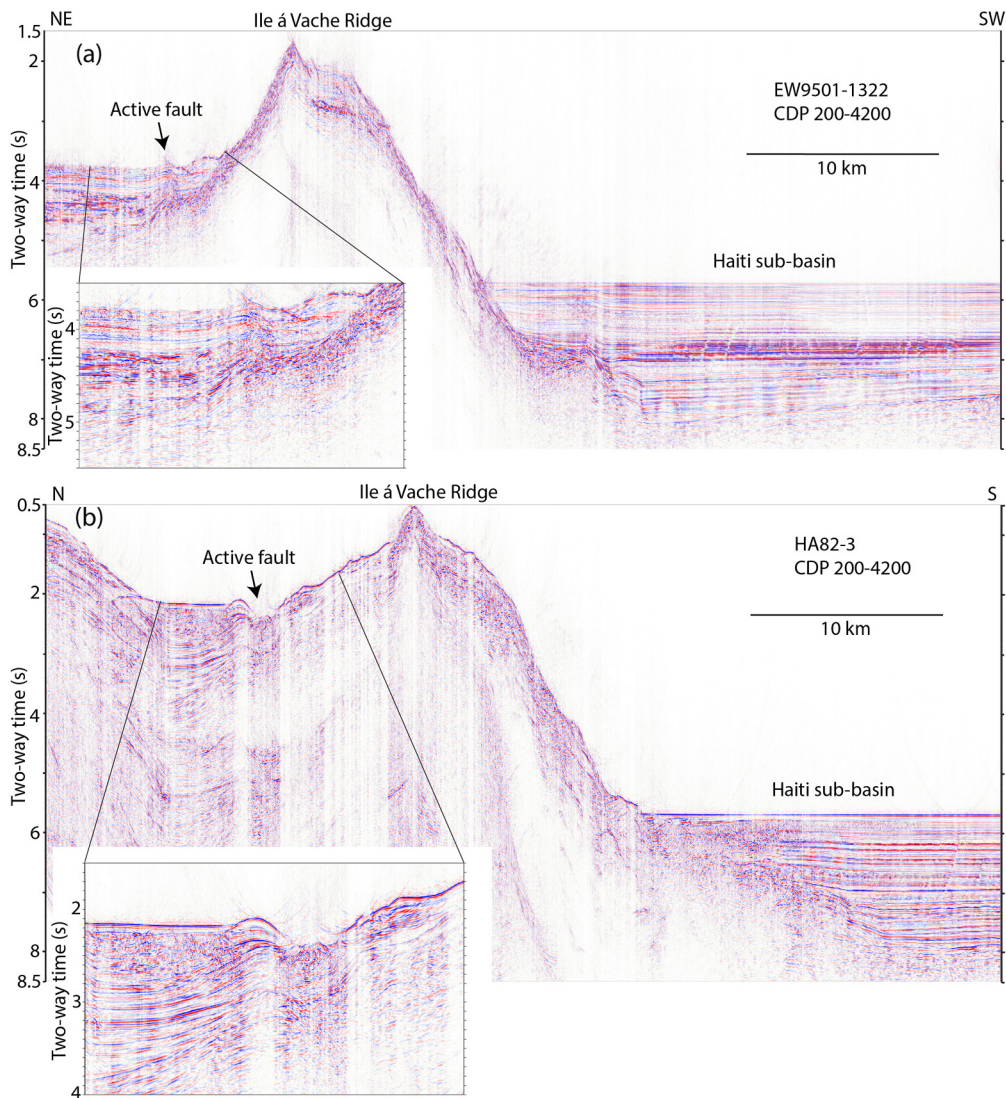 NE
Ile á Vache Ridge
SW
1.5
(a)
2
EW9501-1322
CDP 200-4200
Active fault
10 km
Two-way time (s)
4
Haiti sub-basin
6
4
Two-way time (s)
8
5
8.5
N
Ile á Vache Ridge
S
0.5
(b)
HA82-3
CDP 200-4200
Active fault
2
10 km
Two-way time (s)
4
Haiti sub-basin
6
2
Two-way time (s)
8
8.5
3
4